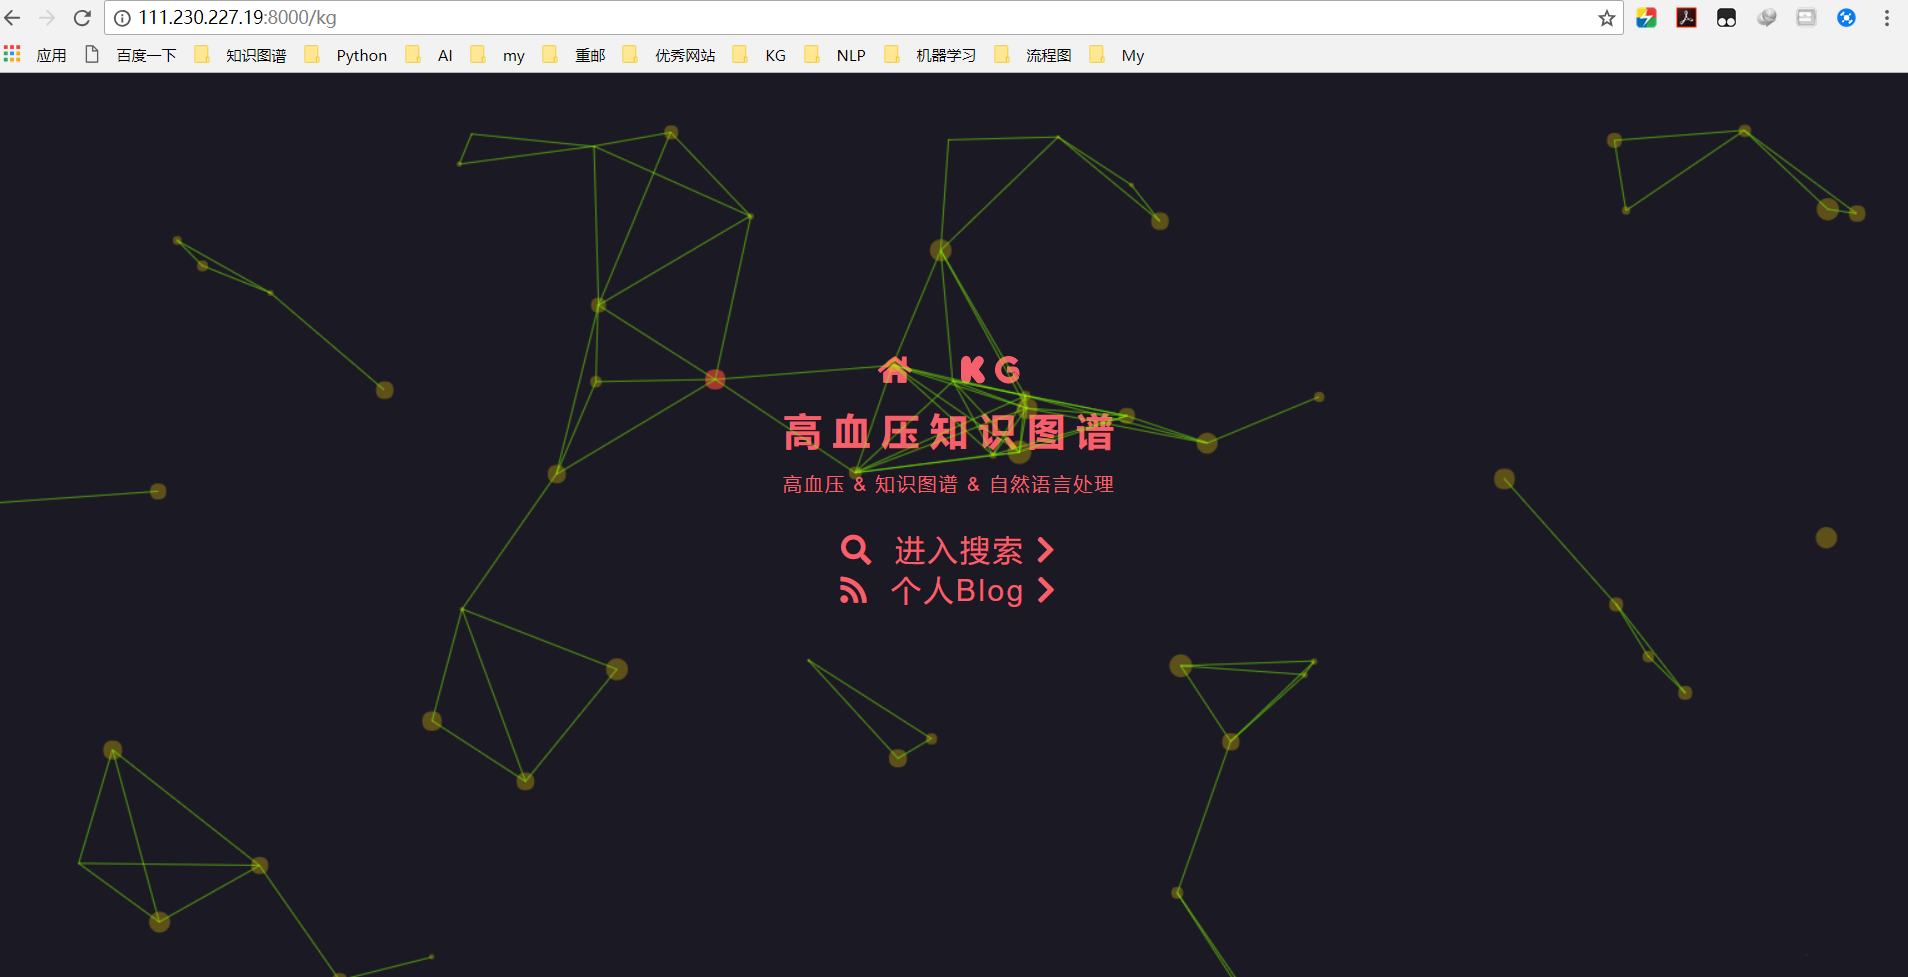 111.230.227.19:8000/kg
应用 百度一下 知识图谱 Python AI my 重邮 优秀网站 KG NLP 机器学习 流程图 My
KG
高血压知识图谱
高血压 & 知识图谱 & 自然语言处理
进入搜索
个人Blog